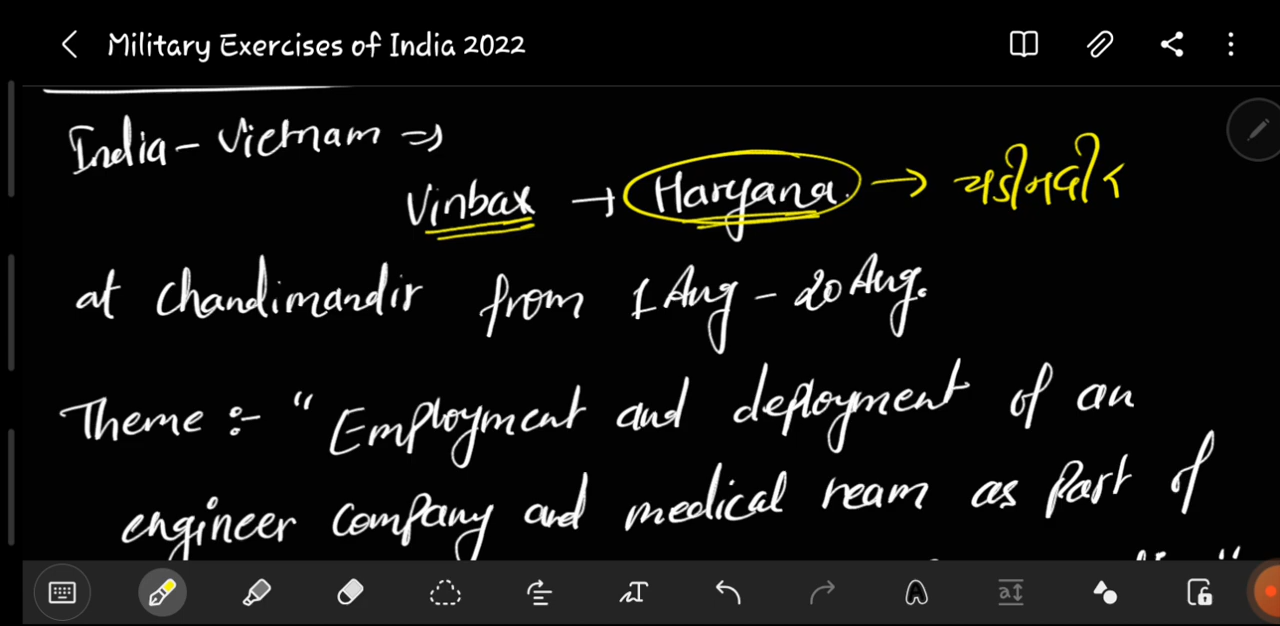 Military Exercises of India 2022
India - Vietnam ⇒
Vinbax → Haryana. →
at Chandimandir from 1 Aug - 20 Aug.
Theme :- "Employment and deployment of an
engineer company and medical ream as part of